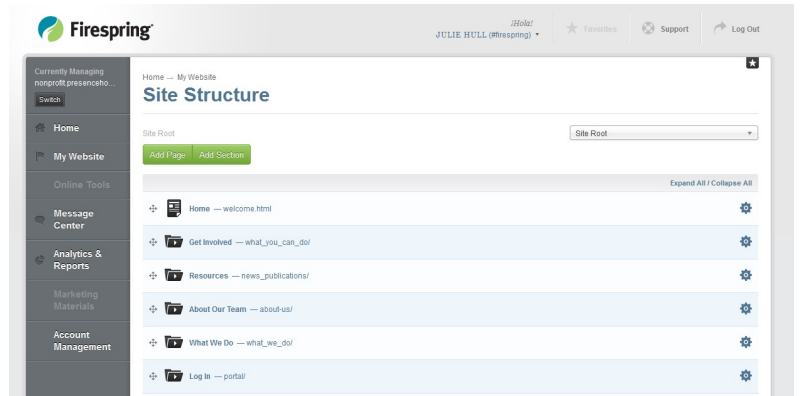 Firespring
¡Hola!
JULIE HULL (#firespring)
Favorites
Support
Log Out
Currently Managing
nonprofit.presenceho...
Switch
Home
My Website
Online Tools
Message
Center
Analytics &
Reports
Marketing
Materials
Account
Management
Home → My Website
Site Structure
Site Root
Site Root
Add Page
Add Section
Expand All / Collapse All
Home — welcome.html
Get Involved — what_you_can_do/
Resources — news_publications/
About Our Team — about-us/
What We Do — what_we_do/
Log In — portal/